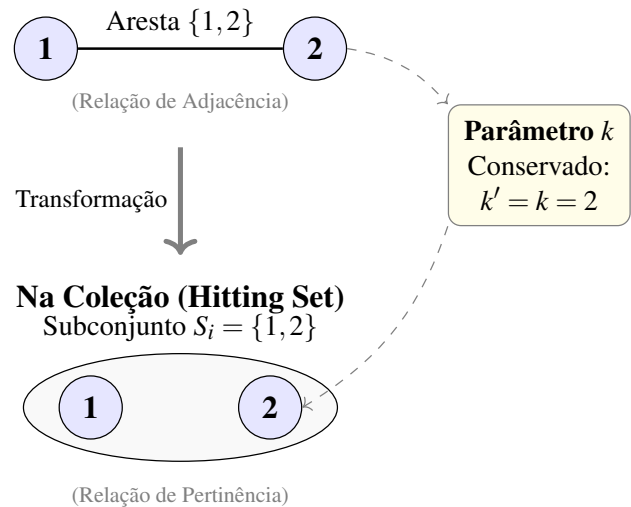 Aresta {1,2}
1
2
(Relação de Adjacência)
Parâmetro k
Conservado:
k′ = k = 2
Transformação
Na Coleção (Hitting Set)
Subconjunto Sᵢ = {1,2}
1
2
(Relação de Pertinência)